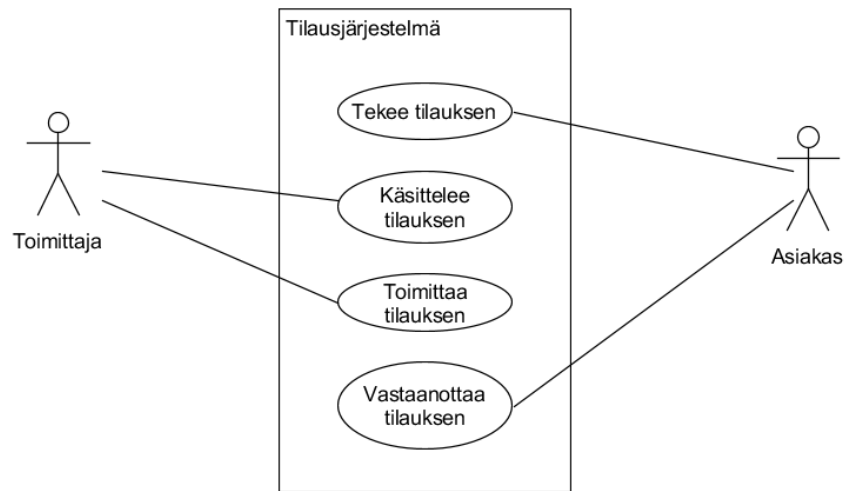 Tilausjärjestelmä
Tekee tilauksen
Käsittelee
tilauksen
Toimittaa
tilauksen
Vastaanottaa
tilauksen
Toimittaja
Asiakas